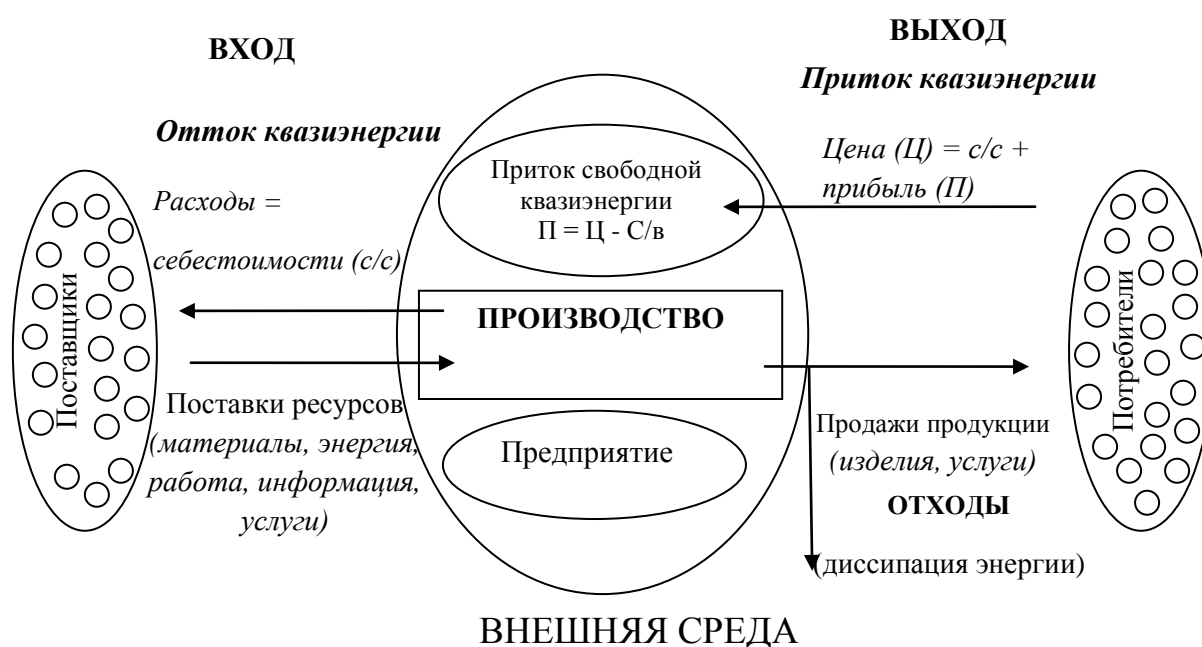 ВХОД
ВЫХОД
Приток квазиэнергии
Отток квазиэнергии
Приток свободной
квазиэнергии
П = Ц - С/в
Цена (Ц) = с/с +
прибыль (П)
Расходы =
себестоимости (с/с)
Поставщики
ПРОИЗВОДСТВО
Потребители
Поставки ресурсов
(материалы, энергия,
работа, информация,
услуги)
Предприятие
Продажи продукции
(изделия, услуги)
ОТХОДЫ
(диссипация энергии)
ВНЕШНЯЯ СРЕДА